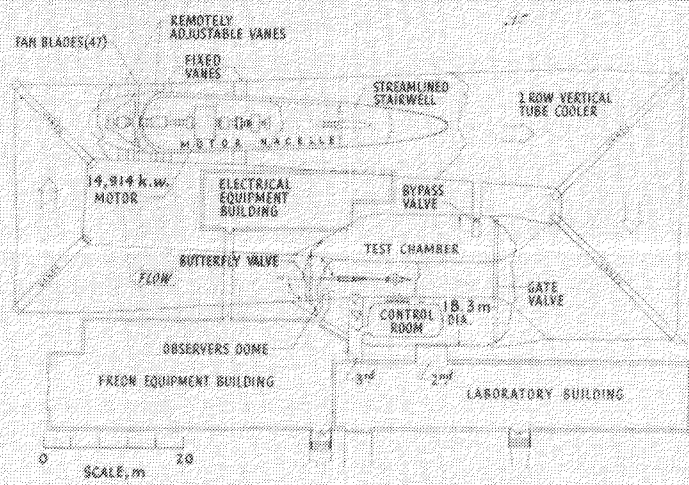 REMOTELY
ADJUSTABLE VANES
FAN BLADES(47)
FIXED
VANES
STREAMLINED
STAIRWELL
2 ROW VERTICAL
TUBE COOLER
MOTOR NACELLE
14,914 k.w.
MOTOR
ELECTRICAL
EQUIPMENT
BUILDING
BYPASS
VALVE
TEST CHAMBER
BUTTERFLY VALVE
FLOW
GATE
VALVE
18.3 m
DIA.
CONTROL
ROOM
OBSERVERS DOME
3rd
2nd
FREON EQUIPMENT BUILDING
LABORATORY BUILDING
0 20
SCALE, m